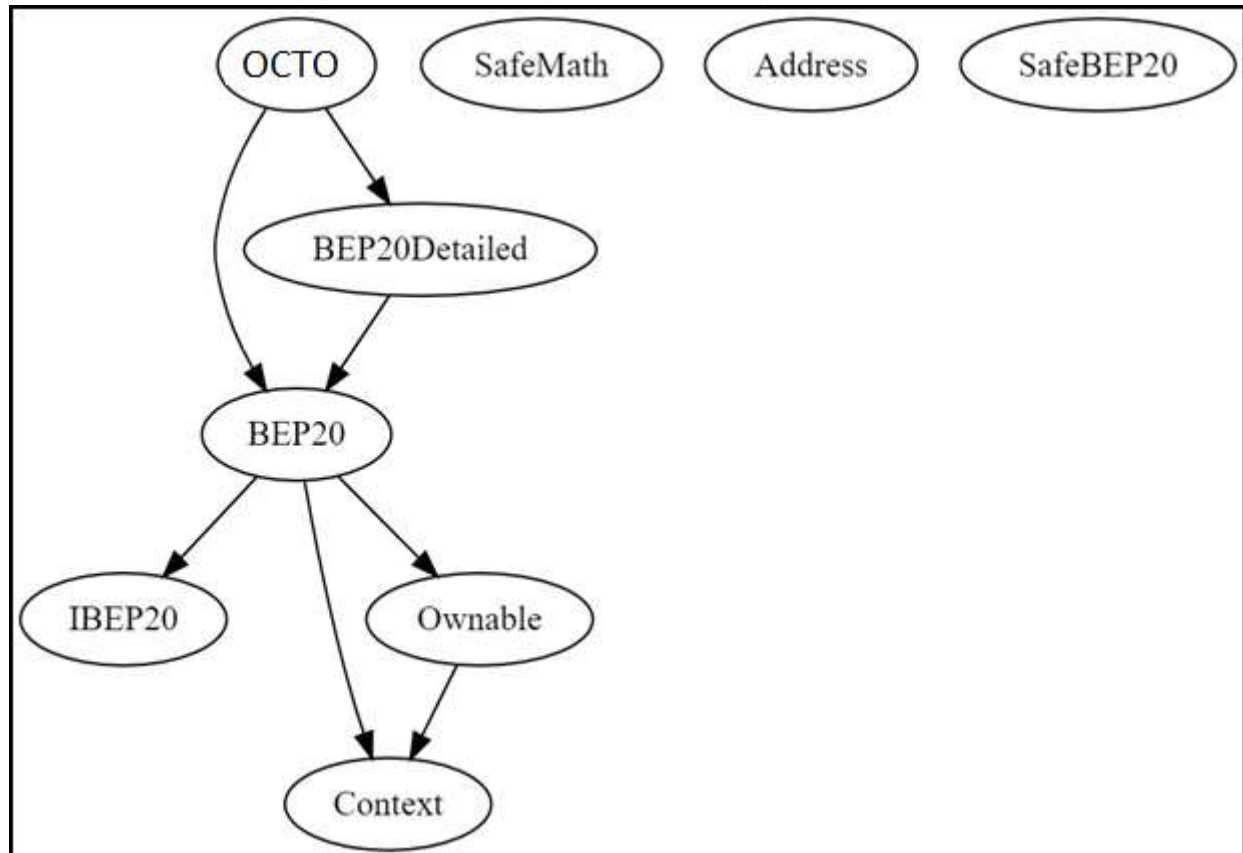 OCTO
SafeMath
Address
SafeBEP20
BEP20Detailed
BEP20
IBEP20
Ownable
Context